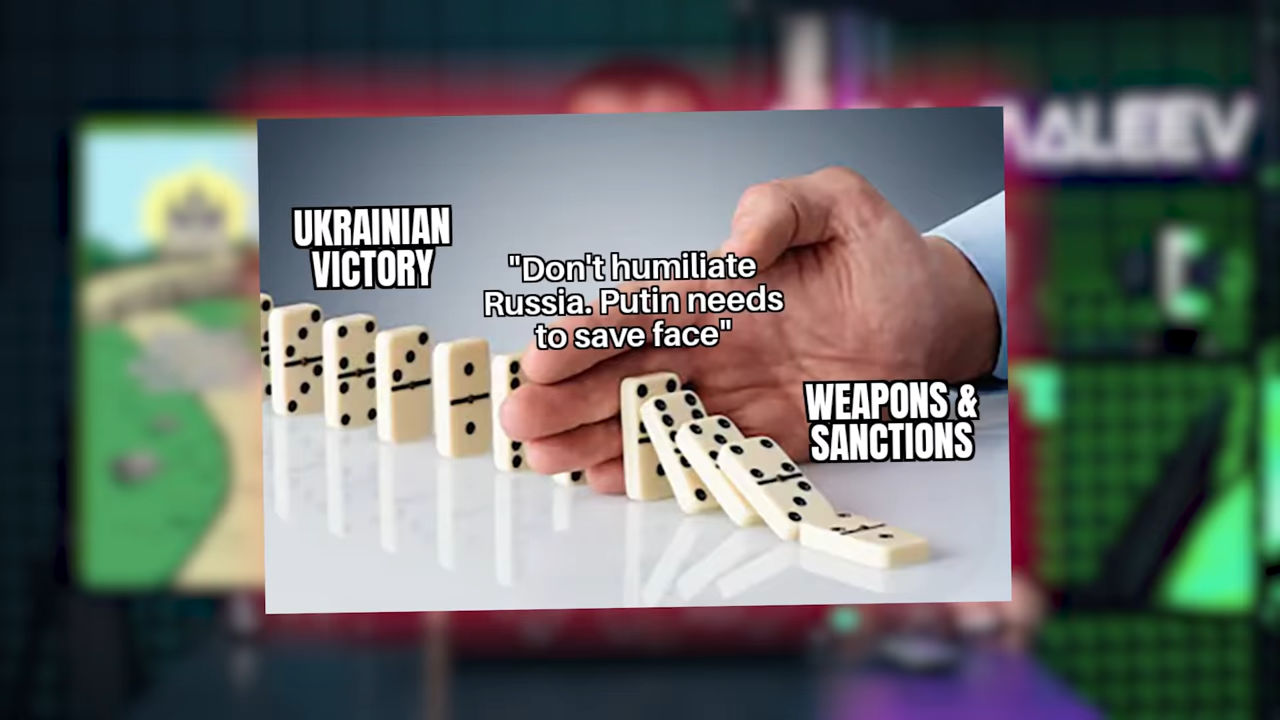 UKRAINIAN
VICTORY
"Don't humiliate
Russia. Putin needs
to save face"
WEAPONS &
SANCTIONS